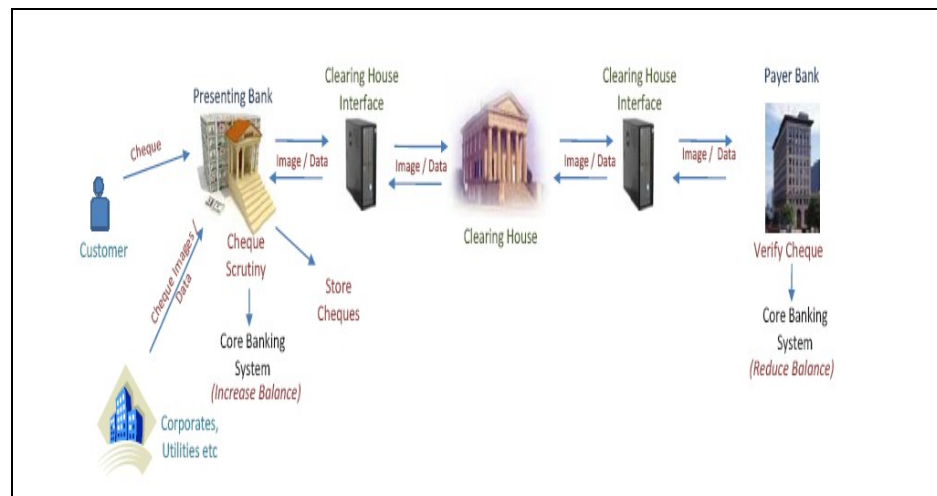 Presenting Bank
Clearing House
Interface
Clearing House
Interface
Payer Bank
Cheque
Image / Data
Image / Data
Image / Data
Image / Data
Customer
Cheque Images /
Data
Cheque
Scrutiny
Store
Cheques
Clearing House
Verify Cheque
Core Banking
System
(Increase Balance)
Core Banking
System
(Reduce Balance)
Corporates,
Utilities etc